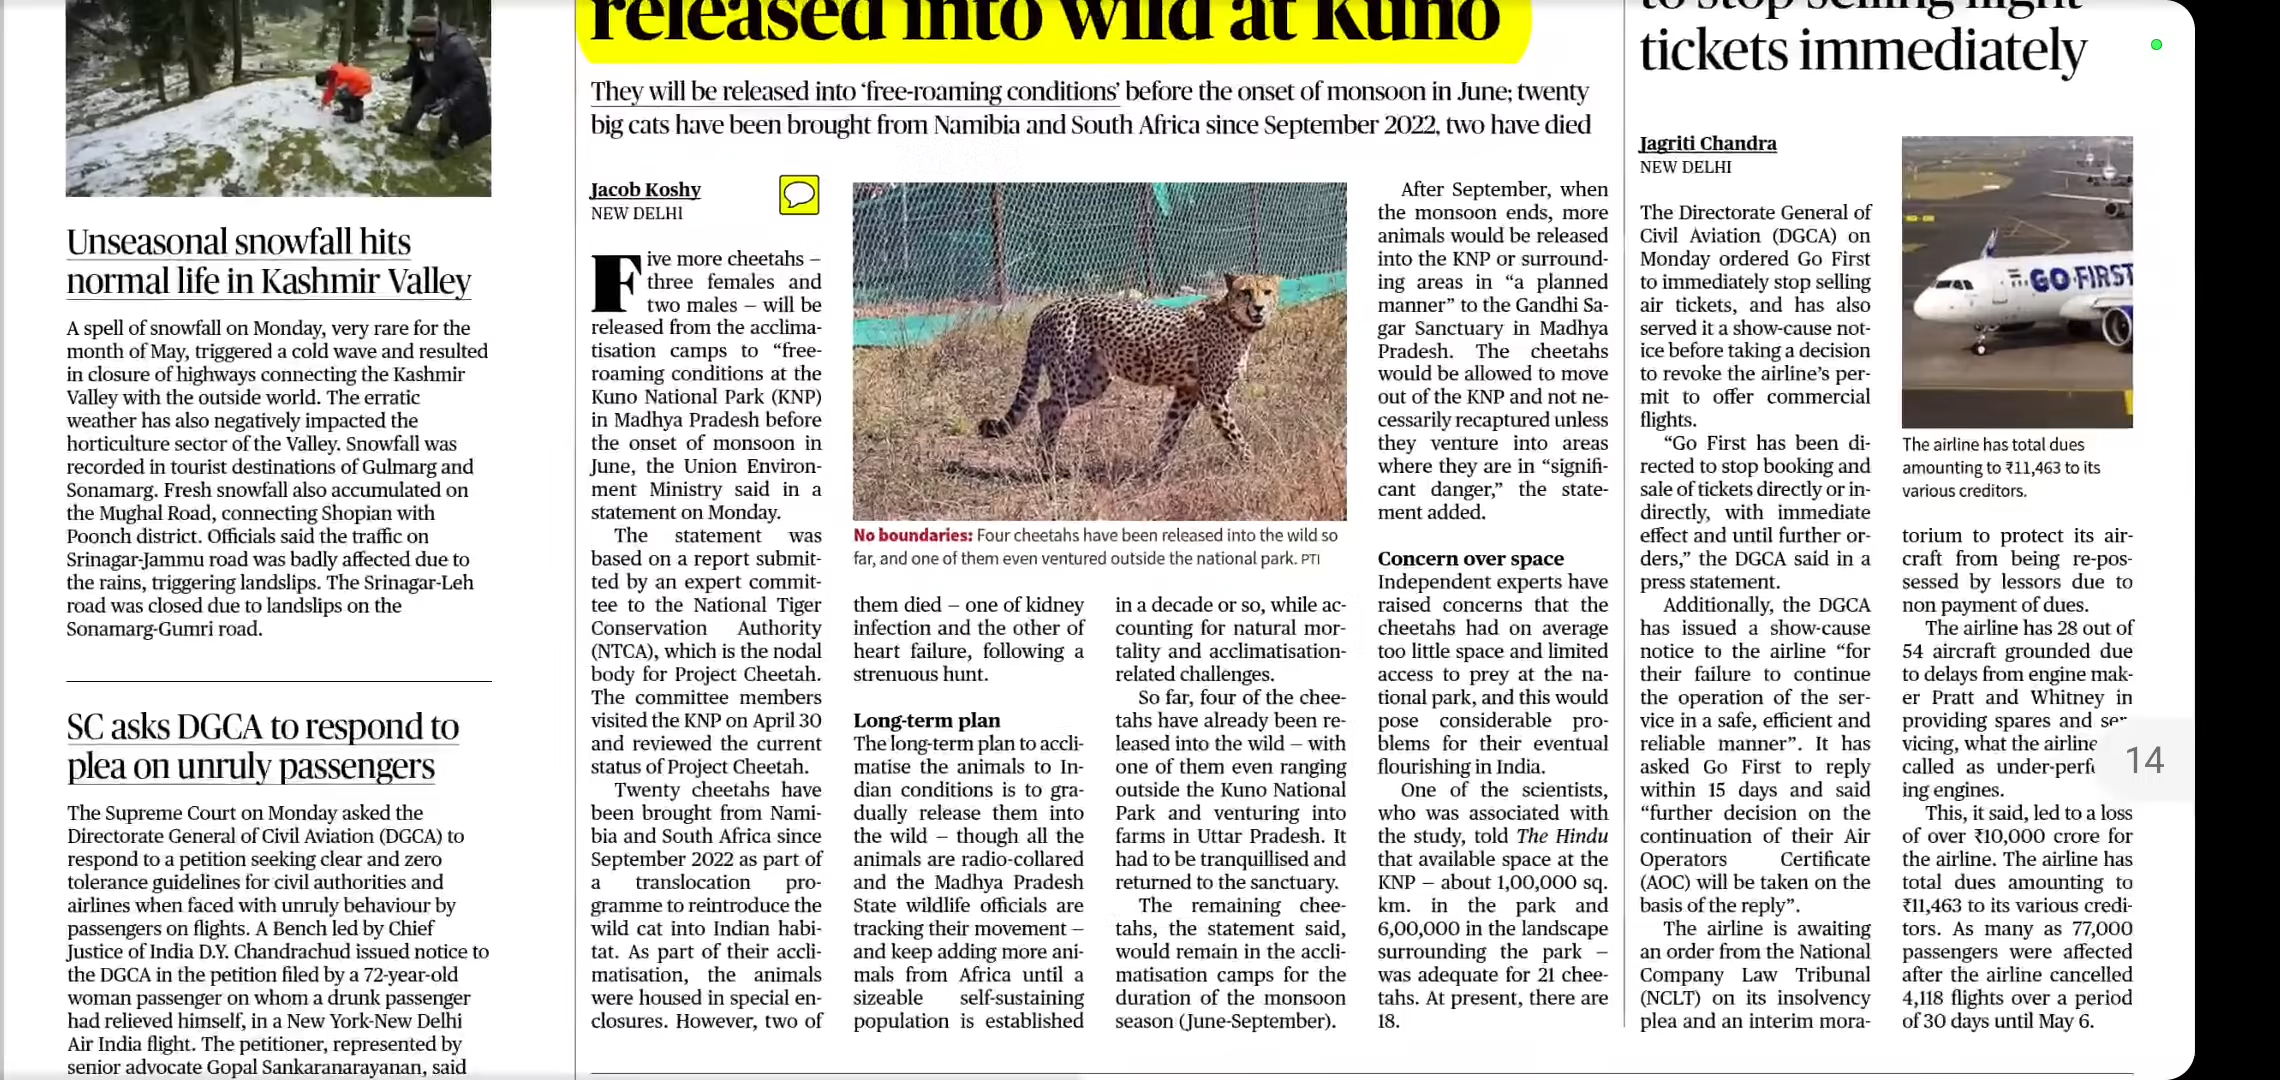 Unseasonal snowfall hits
normal life in Kashmir Valley
A spell of snowfall on Monday, very rare for the
month of May, triggered a cold wave and resulted
in closure of highways connecting the Kashmir
Valley with the outside world. The erratic
weather has also negatively impacted the
horticulture sector of the Valley. Snowfall was
recorded in tourist destinations of Gulmarg and
Sonamarg. Fresh snowfall also accumulated on
the Mughal Road, connecting Shopian with
Poonch district. Officials said the traffic on
Srinagar-Jammu road was badly affected due to
the rains, triggering landslips. The Srinagar-Leh
road was closed due to landslips on the
Sonamarg-Gumri road.
SC asks DGCA to respond to
plea on unruly passengers
The Supreme Court on Monday asked the
Directorate General of Civil Aviation (DGCA) to
respond to a petition seeking clear and zero
tolerance guidelines for civil authorities and
airlines when faced with unruly behaviour by
passengers on flights. A Bench led by Chief
Justice of India D.Y. Chandrachud issued notice to
the DGCA in the petition filed by a 72-year-old
woman passenger on whom a drunk passenger
had relieved himself, in a New York-New Delhi
Air India flight. The petitioner, represented by
senior advocate Gopal Sankaranarayanan, said
released into wild at Kuno
They will be released into ‘free-roaming conditions’ before the onset of monsoon in June; twenty
big cats have been brought from Namibia and South Africa since September 2022, two have died
Jacob Koshy
NEW DELHI
Five more cheetahs –
three females and
two males – will be
released from the acclima-
tisation camps to “free-
roaming conditions at the
Kuno National Park (KNP)
in Madhya Pradesh before
the onset of monsoon in
June, the Union Environ-
ment Ministry said in a
statement on Monday.
The statement was
based on a report submit-
ted by an expert commit-
tee to the National Tiger
Conservation Authority
(NTCA), which is the nodal
body for Project Cheetah.
The committee members
visited the KNP on April 30
and reviewed the current
status of Project Cheetah.
Twenty cheetahs have
been brought from Nami-
bia and South Africa since
September 2022 as part of
a translocation pro-
gramme to reintroduce the
wild cat into Indian habi-
tat. As part of their accli-
matisation, the animals
were housed in special en-
closures. However, two of
No boundaries: Four cheetahs have been released into the wild so
far, and one of them even ventured outside the national park. PTI
them died – one of kidney
infection and the other of
heart failure, following a
strenuous hunt.
Long-term plan
The long-term plan to accli-
matise the animals to In-
dian conditions is to gra-
dually release them into
the wild – though all the
animals are radio-collared
and the Madhya Pradesh
State wildlife officials are
tracking their movement –
and keep adding more ani-
mals from Africa until a
sizeable self-sustaining
population is established
in a decade or so, while ac-
counting for natural mor-
tality and acclimatisation-
related challenges.
So far, four of the chee-
tahs have already been re-
leased into the wild – with
one of them even ranging
outside the Kuno National
Park and venturing into
farms in Uttar Pradesh. It
had to be tranquillised and
returned to the sanctuary.
The remaining chee-
tahs, the statement said,
would remain in the accli-
matisation camps for the
duration of the monsoon
season (June-September).
After September, when
the monsoon ends, more
animals would be released
into the KNP or surround-
ing areas in “a planned
manner” to the Gandhi Sa-
gar Sanctuary in Madhya
Pradesh. The cheetahs
would be allowed to move
out of the KNP and not ne-
cessarily recaptured unless
they venture into areas
where they are in “signifi-
cant danger,” the state-
ment added.
Concern over space
Independent experts have
raised concerns that the
cheetahs had on average
too little space and limited
access to prey at the na-
tional park, and this would
pose considerable pro-
blems for their eventual
flourishing in India.
One of the scientists,
who was associated with
the study, told The Hindu
that available space at the
KNP – about 1,00,000 sq.
km. in the park and
6,00,000 in the landscape
surrounding the park –
was adequate for 21 chee-
tahs. At present, there are
18.
to stop selling flight
tickets immediately
Jagriti Chandra
NEW DELHI
The Directorate General of
Civil Aviation (DGCA) on
Monday ordered Go First
to immediately stop selling
air tickets, and has also
served it a show-cause not-
ice before taking a decision
to revoke the airline’s per-
mit to offer commercial
flights.
“Go First has been di-
rected to stop booking and
sale of tickets directly or in-
directly, with immediate
effect and until further or-
ders,” the DGCA said in a
press statement.
Additionally, the DGCA
has issued a show-cause
notice to the airline “for
their failure to continue
the operation of the ser-
vice in a safe, efficient and
reliable manner”. It has
asked Go First to reply
within 15 days and said
“further decision on the
continuation of their Air
Operators Certificate
(AOC) will be taken on the
basis of the reply”.
The airline is awaiting
an order from the National
Company Law Tribunal
(NCLT) on its insolvency
plea and an interim mora-
GO FIRST
The airline has total dues
amounting to ₹11,463 to its
various creditors.
torium to protect its air-
craft from being re-pos-
sessed by lessors due to
non payment of dues.
The airline has 28 out of
54 aircraft grounded due
to delays from engine mak-
er Pratt and Whitney in
providing spares and ser-
vicing, what the airline
called as under-perfo
ing engines.
This, it said, led to a loss
of over ₹10,000 crore for
the airline. The airline has
total dues amounting to
₹11,463 to its various credi-
tors. As many as 77,000
passengers were affected
after the airline cancelled
4,118 flights over a period
of 30 days until May 6.
14